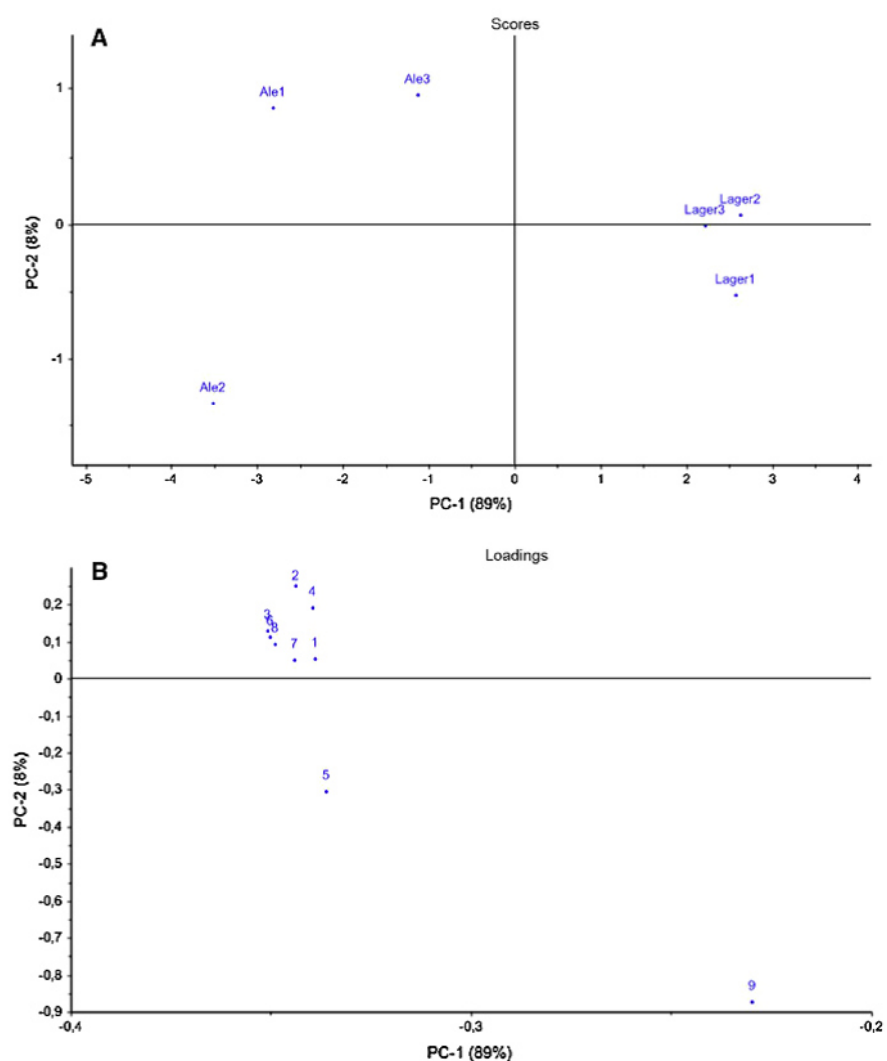 A
Scores
Ale1
Ale3
Lager2
Lager3
Lager1
Ale2
1
0
-1
PC-2 (8%)
-5 -4 -3 -2 -1 0 1 2 3 4
PC-1 (89%)
B
Loadings
2
4
3
6
8
7
1
5
9
0,2
0,1
0
-0,1
-0,2
-0,3
-0,4
-0,5
-0,6
-0,7
-0,8
-0,9
PC-2 (8%)
-0,4 -0,3 -0,2
PC-1 (89%)